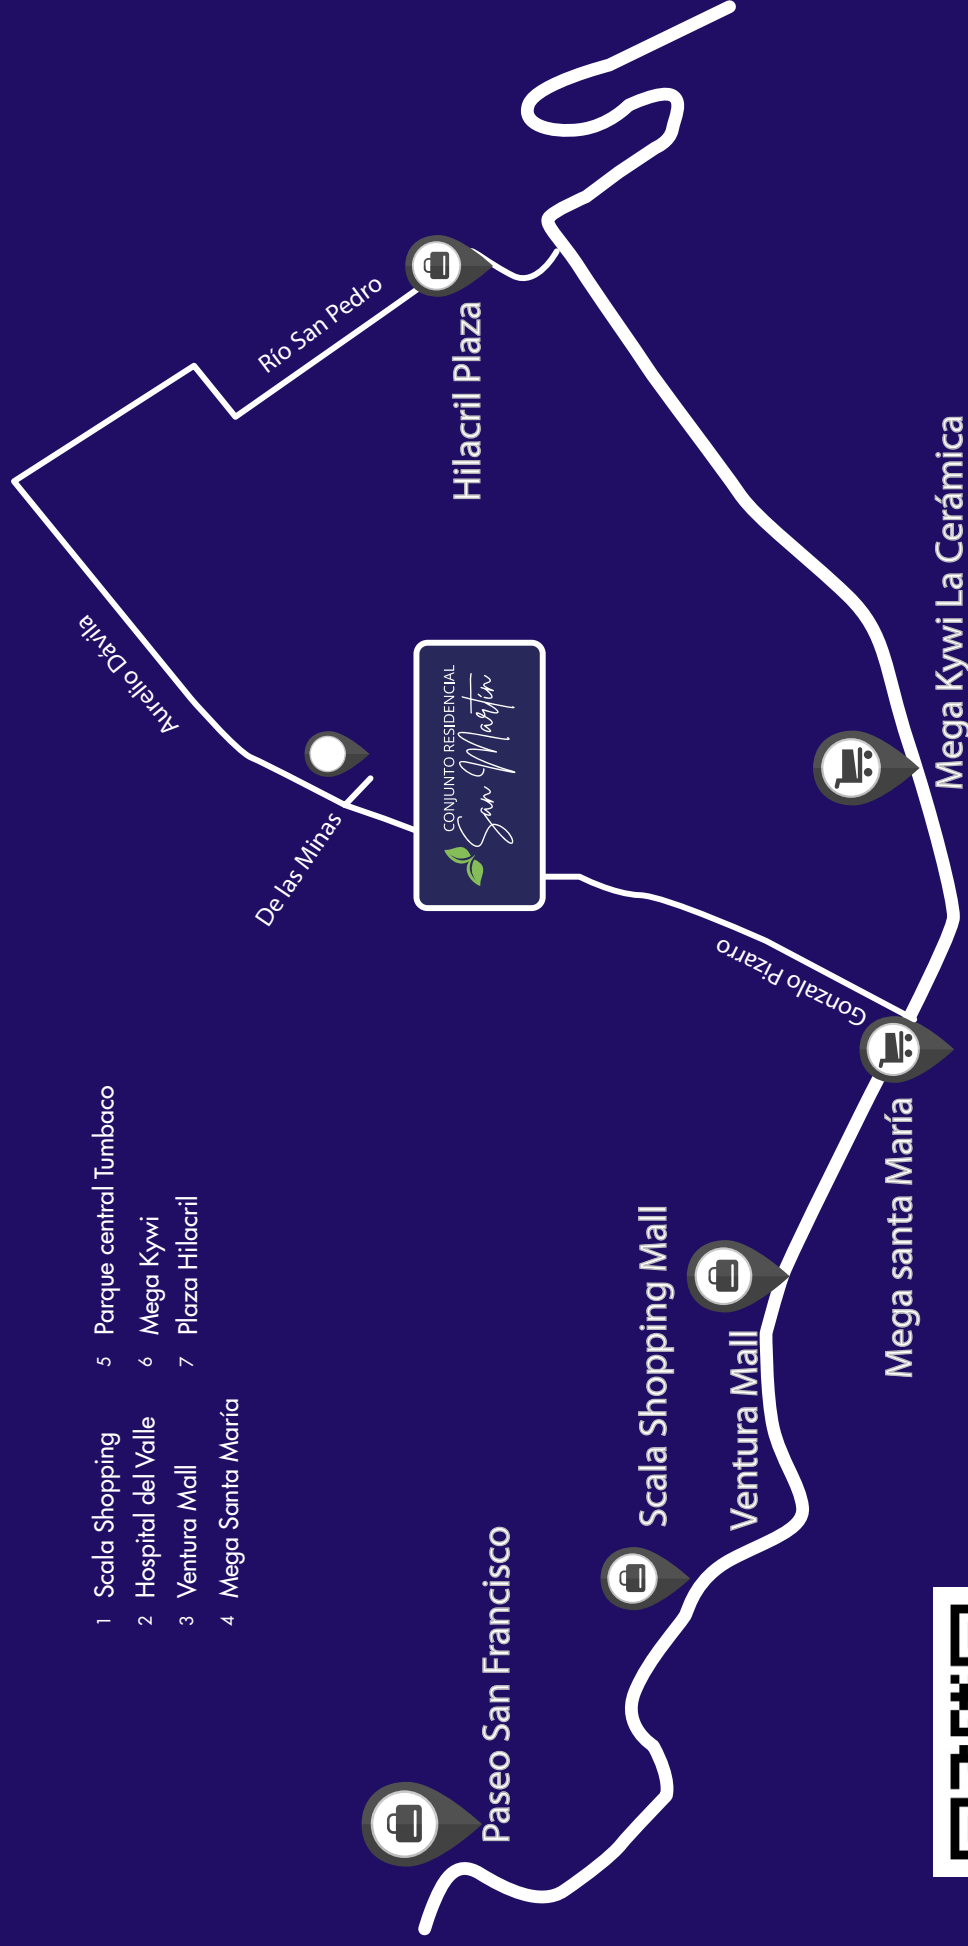 1 Scala Shopping
2 Hospital del Valle
3 Ventura Mall
4 Mega Santa María
5 Parque central Tumbaco
6 Mega Kywi
7 Plaza Hilacril
Aurelio Dávila
Río San Pedro
De las Minas
Hilacril Plaza
CONJUNTO RESIDENCIAL
San Martín
Paseo San Francisco
Scala Shopping Mall
Ventura Mall
Gonzalo Pizarro
Mega santa María
Mega Kywi La Cerámica